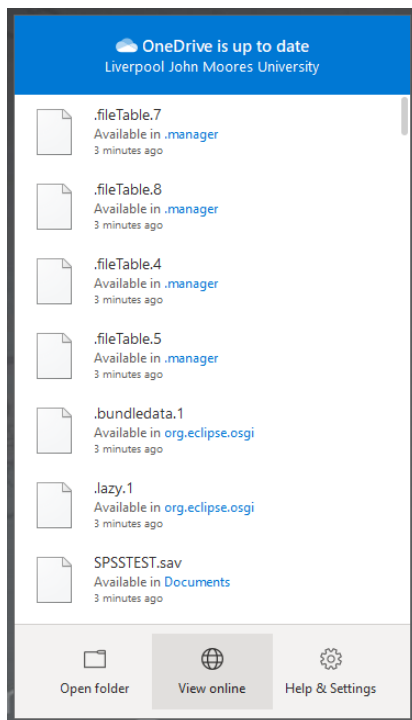 OneDrive is up to date
Liverpool John Moores University
.fileTable.7
Available in .manager
3 minutes ago
.fileTable.8
Available in .manager
3 minutes ago
.fileTable.4
Available in .manager
3 minutes ago
.fileTable.5
Available in .manager
3 minutes ago
.bundledata.1
Available in org.eclipse.osgi
3 minutes ago
.lazy.1
Available in org.eclipse.osgi
3 minutes ago
SPSSTEST.sav
Available in Documents
3 minutes ago
Open folder View online Help & Settings